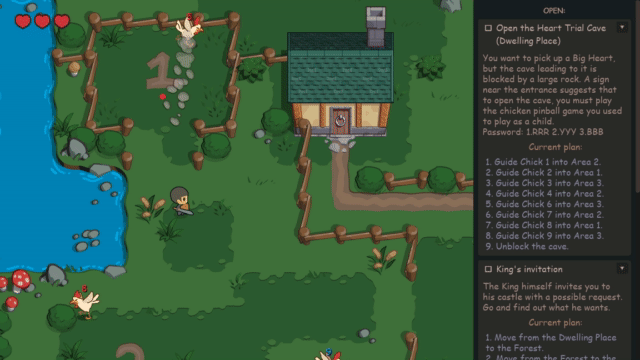 OPEN:
Open the Heart Trial Cave
(Dwelling Place)
You want to pick up a Big Heart,
but the cave leading to it is
blocked by a large rock. A sign
near the entrance suggests that
to open the cave, you must play
the chicken pinball game you used
to play as a child.
Password: 1.RRR 2.YYY 3.BBB
Current plan:
1. Guide Chick 1 into Area 2.
2. Guide Chick 2 into Area 1.
3. Guide Chick 3 into Area 3.
4. Guide Chick 4 into Area 2.
5. Guide Chick 6 into Area 3.
6. Guide Chick 7 into Area 2.
7. Guide Chick 8 into Area 1.
8. Guide Chick 9 into Area 3.
9. Unblock the cave.
King's invitation
The King himself invites you to
his castle with a possible request.
Go and find out what he wants.
Current plan:
1. Move from the Dwelling Place
to the Forest.
2. Move from the Forest to the
1